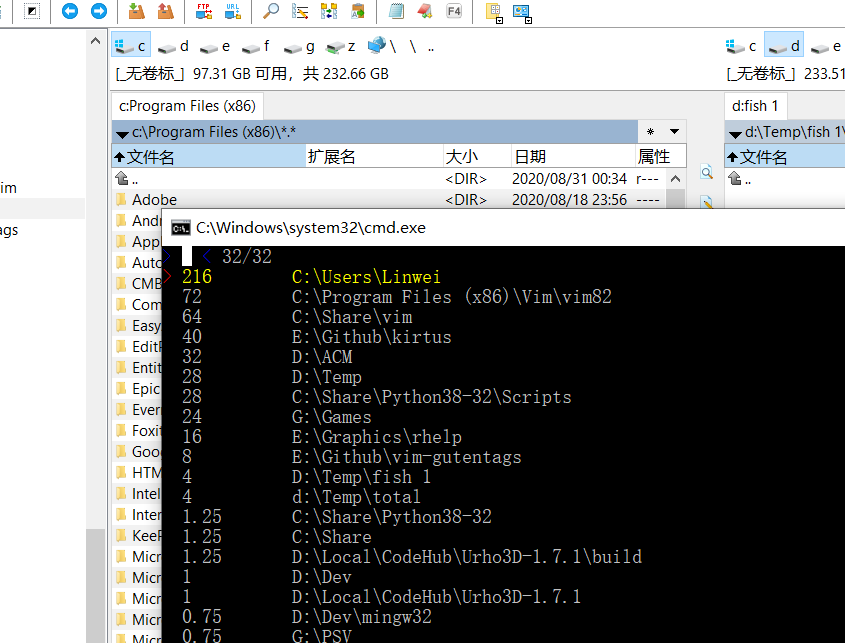 FTP URL F4
c d e f g z \ \ ..
[_无卷标_] 97.31 GB 可用，共 232.66 GB
c:Program Files (x86)
c:\Program Files (x86)\*.*
* 
文件名 扩展名 大小 日期 属性
.. <DIR> 2020/08/31 00:34 r---
Adobe <DIR> 2020/08/18 23:56 ----
Andr
App
Auto
CMB
Com
Easy
EditP
Entit
Epic
Ever
Foxit
Goo
HTM
Intel
Inter
KeeP
Micr
Micr
Micr
Micr
Micr
im
ags
c d e
[_无卷标_] 233.51
d:fish 1
d:\Temp\fish 1\
文件名
..
C:\Windows\system32\cmd.exe
> < 32/32
> 216 C:\Users\Linwei
72 C:\Program Files (x86)\Vim\vim82
64 C:\Share\vim
40 E:\Github\kirtus
32 D:\ACM
28 D:\Temp
28 C:\Share\Python38-32\Scripts
24 G:\Games
16 E:\Graphics\rhelp
8 E:\Github\vim-gutentags
4 D:\Temp\fish 1
4 d:\Temp\total
1.25 C:\Share\Python38-32
1.25 C:\Share
1.25 D:\Local\CodeHub\Urho3D-1.7.1\build
1 D:\Dev
1 D:\Local\CodeHub\Urho3D-1.7.1
0.75 D:\Dev\mingw32
0.75 G:\PSV